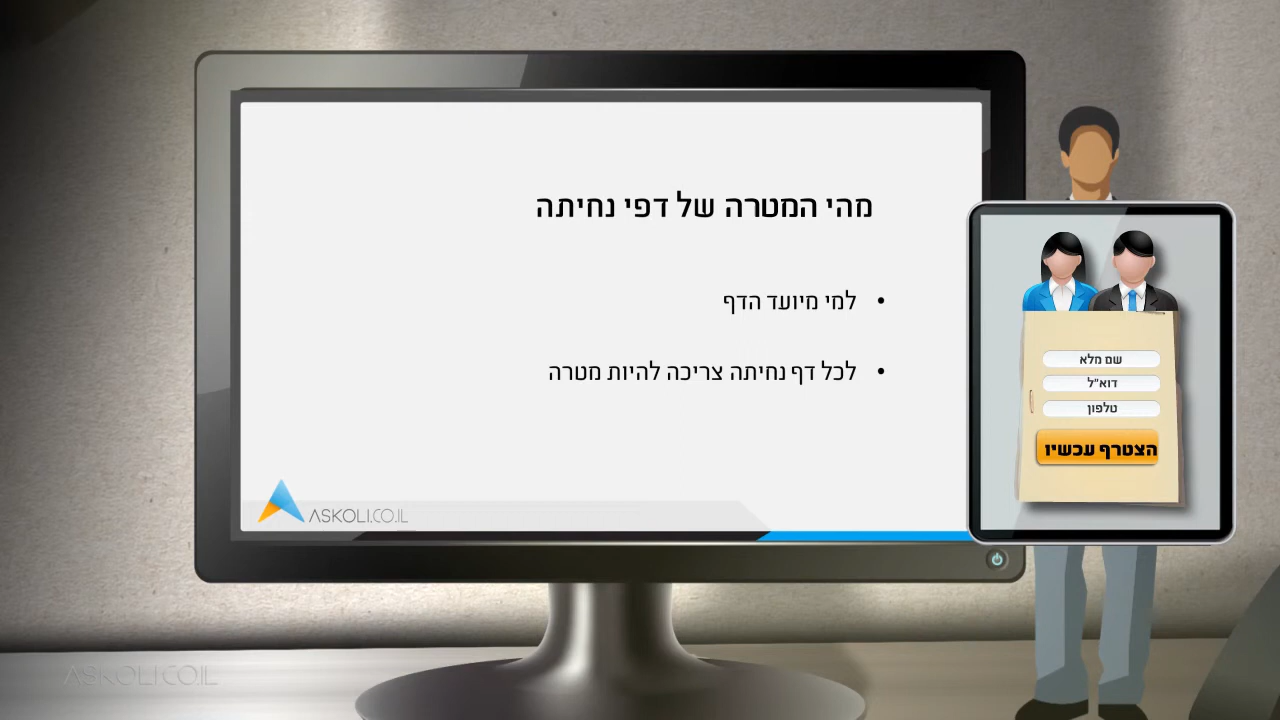 מהי המטרה של דפי נחיתה
• למי מיועד הדף
• לכל דף נחיתה צריכה להיות מטרה
ASKOLI.CO.IL
שם מלא
דוא"ל
טלפון
הצטרף עכשיו
ASKOLI.CO.IL